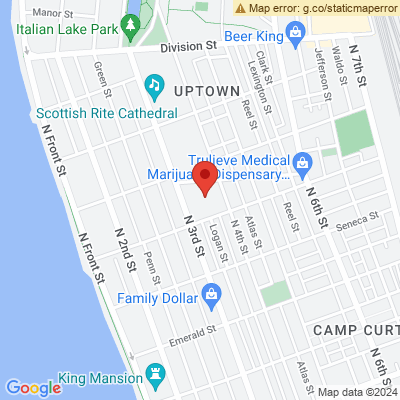 Map error: g.co/staticmaperror
Manor St
Italian Lake Park
Division St
Beer King
Clark St
Lexington St
Reel St
Jefferson St
Waldo St
N 7th St
Green St
UPTOWN
Scottish Rite Cathedral
N Front St
Trulieve Medical
Marijuana Dispensary...
N 6th St
Reel St
Seneca St
N Front St
N 2nd St
Penn St
N 3rd St
Logan St
N 4th St
Atlas St
Family Dollar
Emerald St
CAMP CURT
N 6th St
Atlas St
King Mansion
Google
Map data ©2024